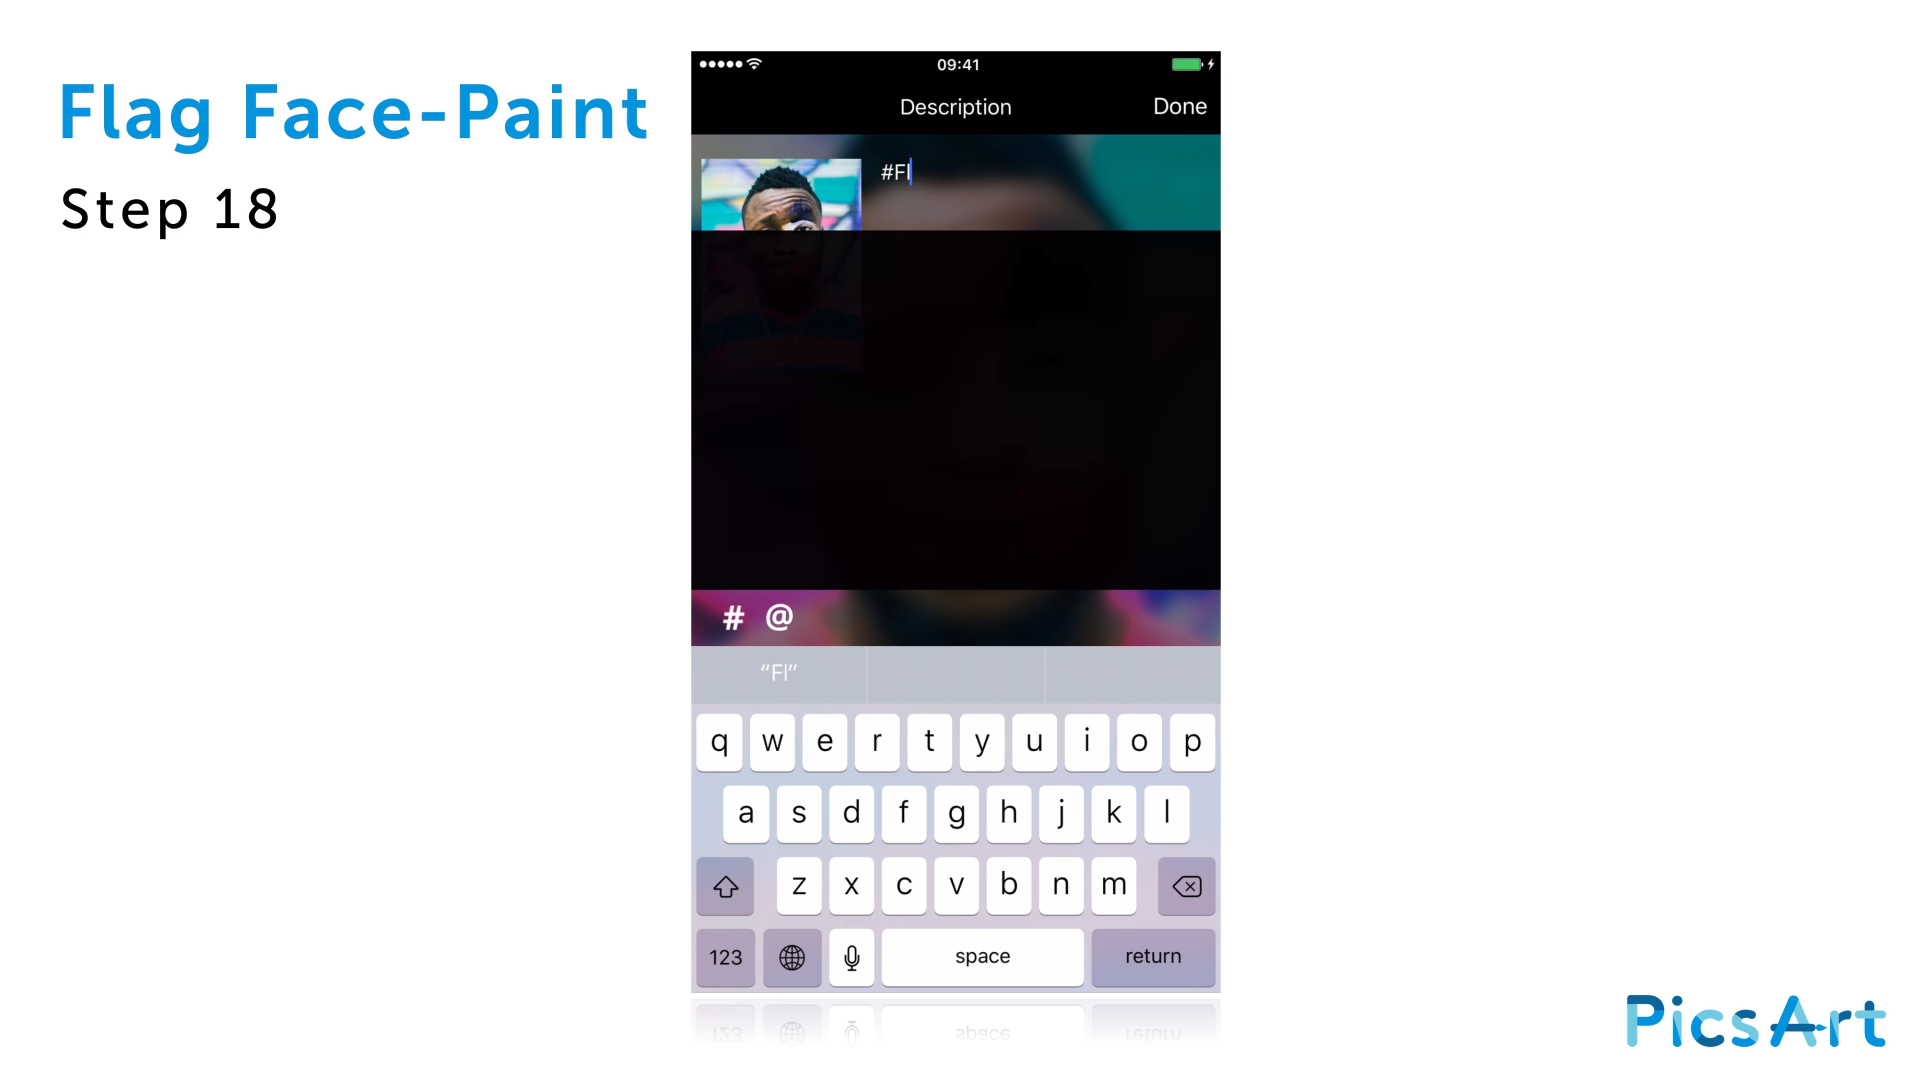 Flag Face-Paint
Step 18
09:41
Description
Done
#Fl
# @
“Fl”
q w e r t y u i o p
a s d f g h j k l
z x c v b n m
123
space
return
PicsArt